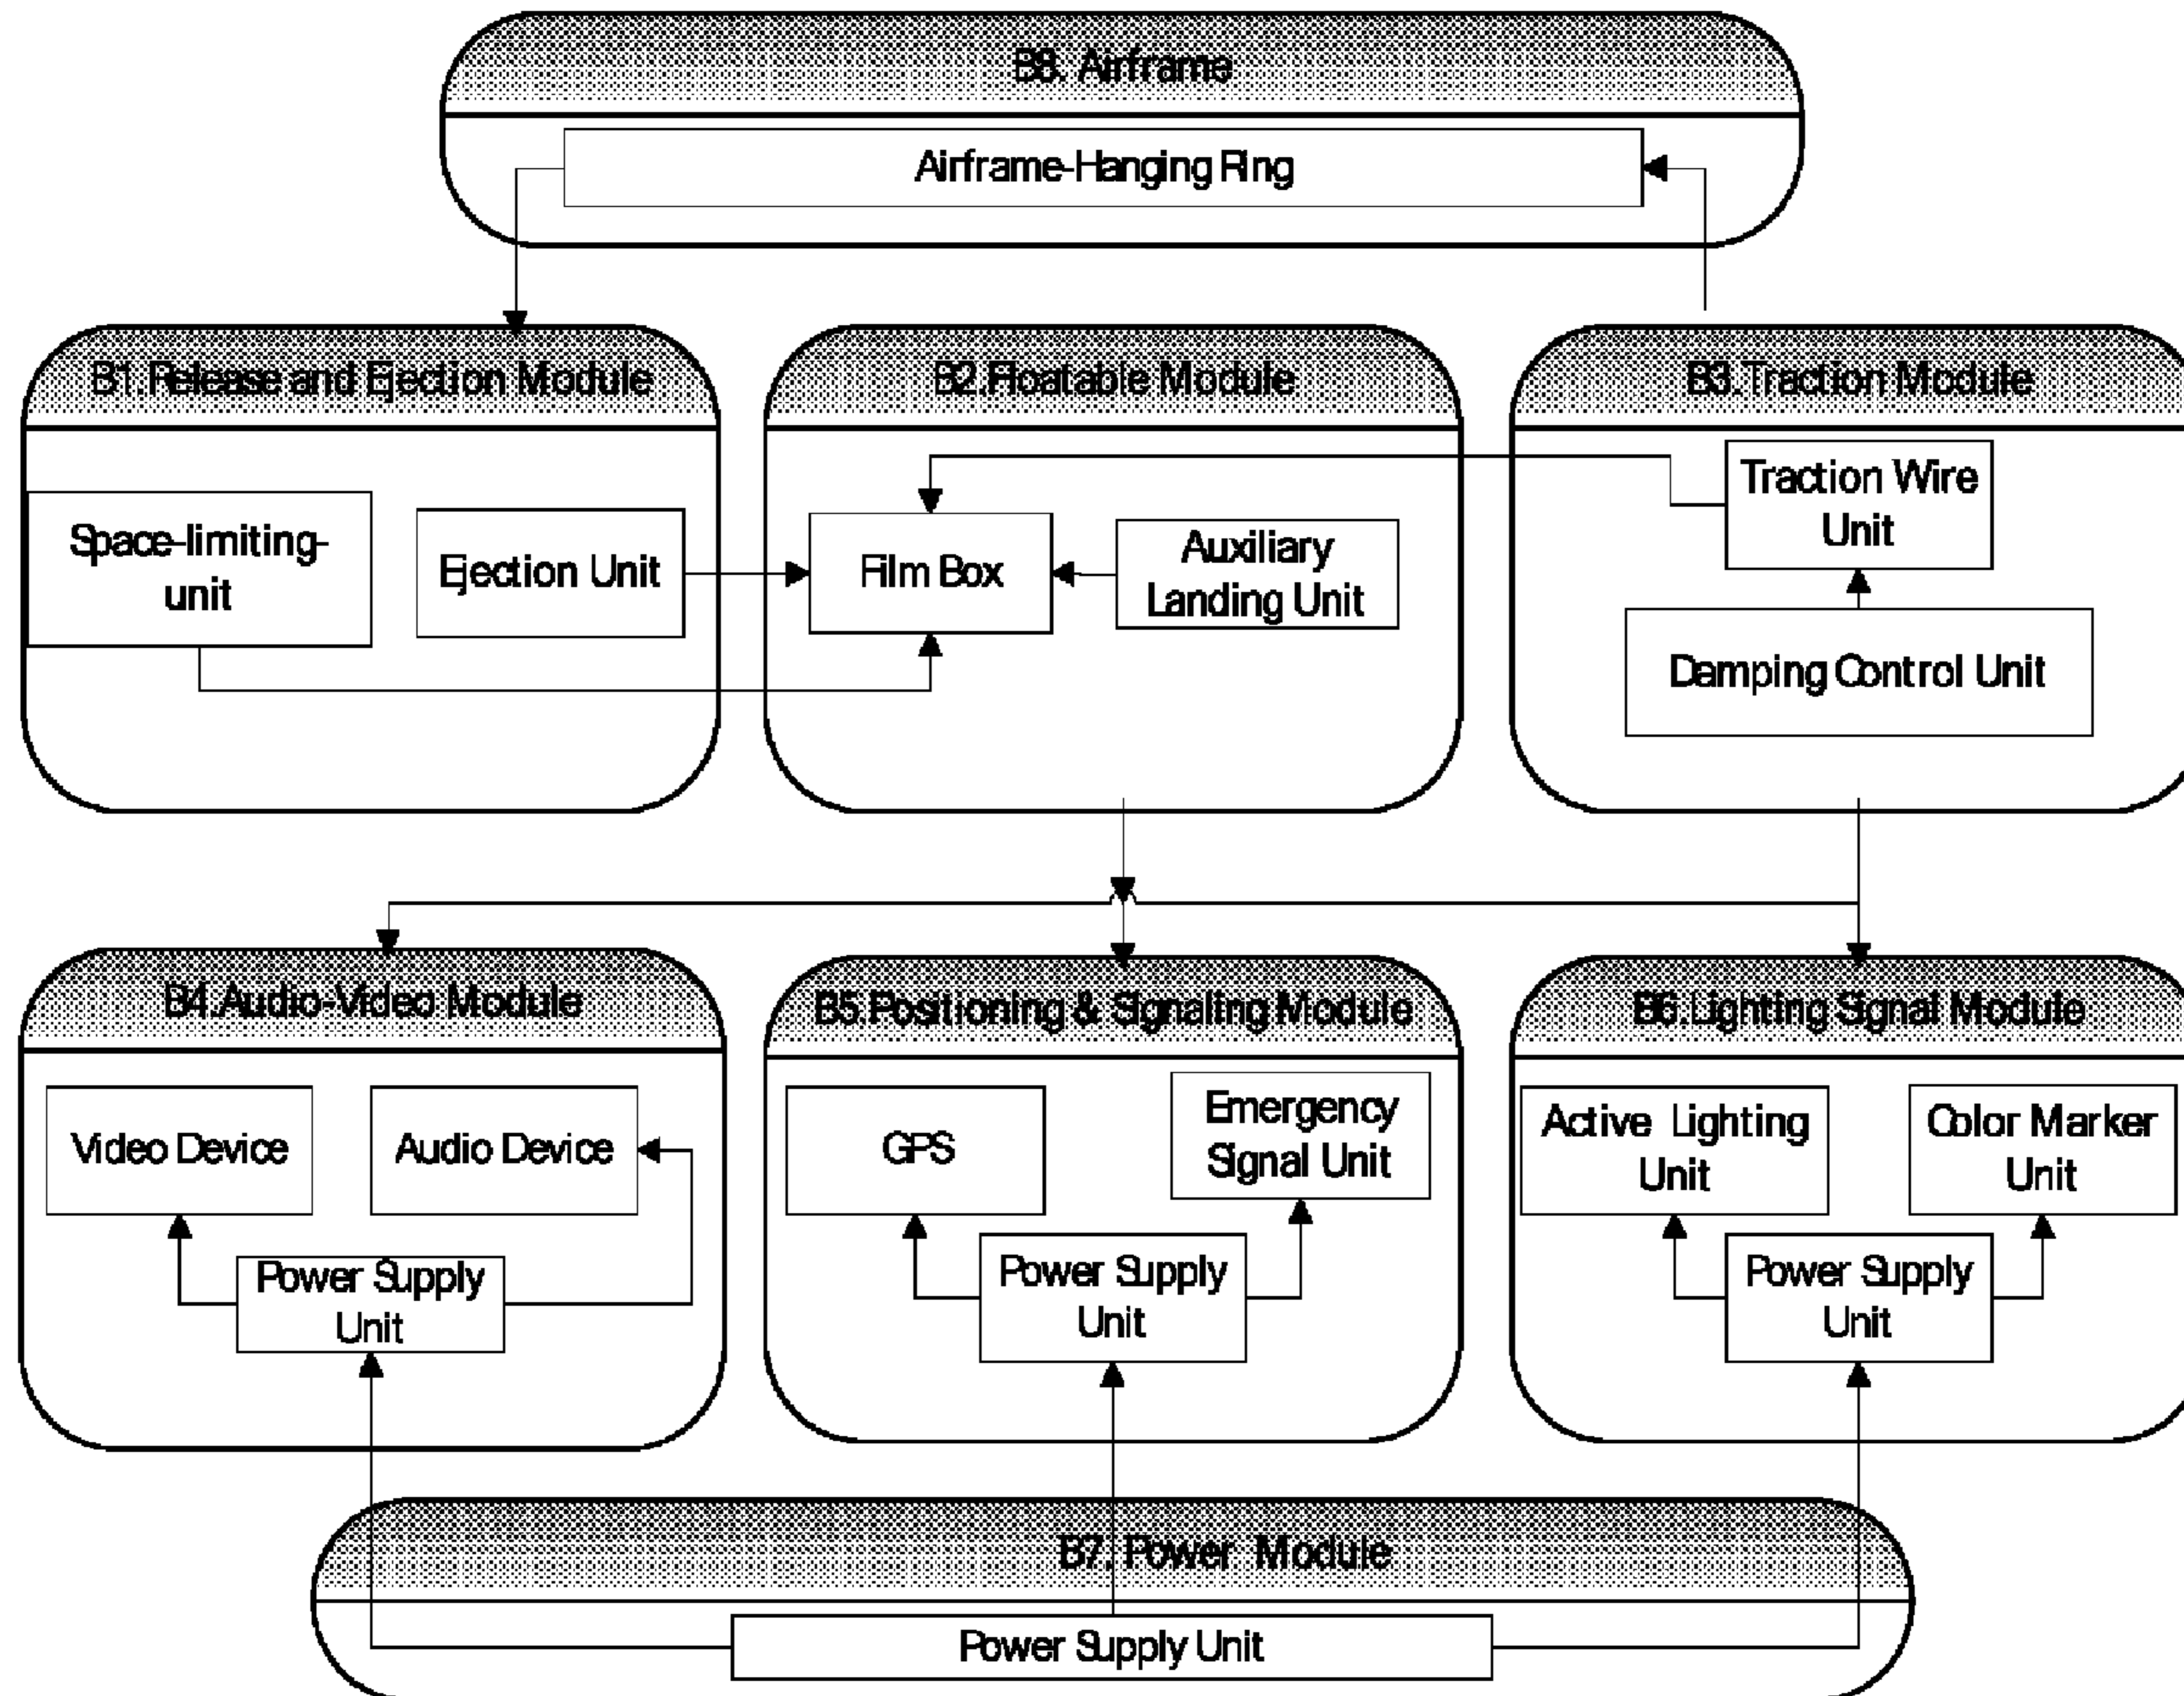 B8. Airframe
Airframe-Hanging Ring
B1.Release and Ejection Module
B2.Floatable Module
B3.Traction Module
Space-limiting-
unit
Ejection Unit
Film Box
Auxiliary
Landing Unit
Traction Wire
Unit
Damping Control Unit
B4.Audio-Video Module
B5.Positioning & Signaling Module
B6.Lighting Signal Module
Video Device
Audio Device
Power Supply
Unit
GPS
Emergency
Signal Unit
Power Supply
Unit
Active Lighting
Unit
Color Marker
Unit
Power Supply
Unit
B7. Power Module
Power Supply Unit